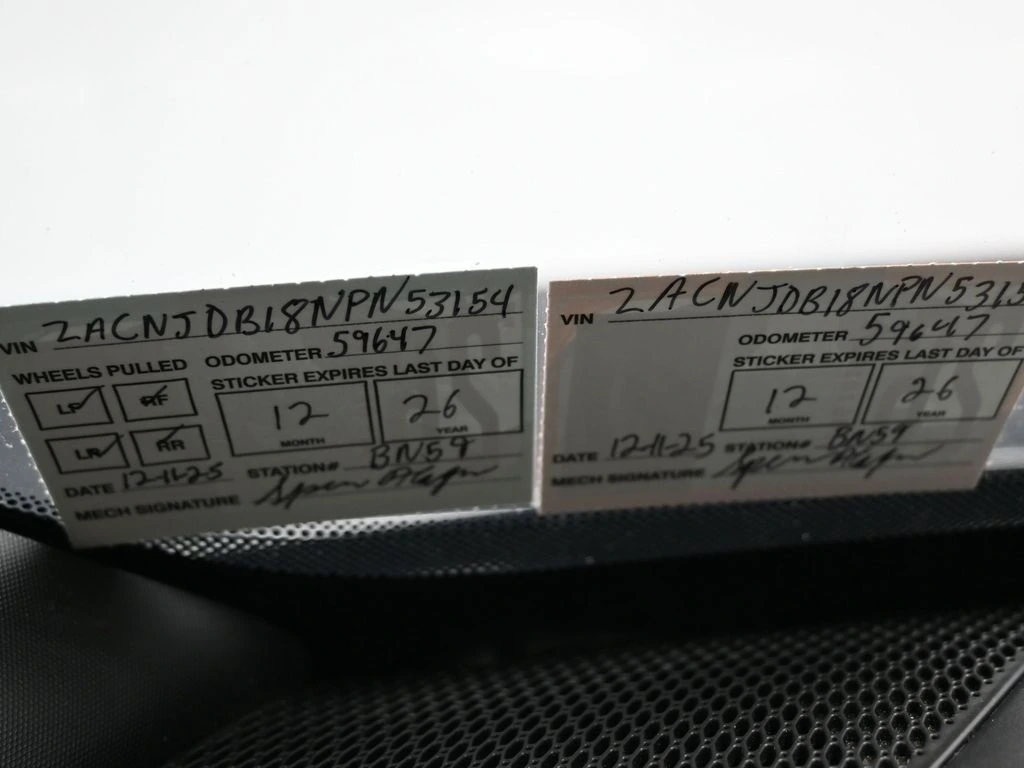 VIN ZACNJDB18NPN53154
WHEELS PULLED ODOMETER 59647
STICKER EXPIRES LAST DAY OF
LF RF 12 26
MONTH YEAR
LR RR
DATE 12-11-25 STATION# BN59
MECH SIGNATURE
VIN ZACNJDB18NPN5315
ODOMETER 59647
STICKER EXPIRES LAST DAY OF
12 26
MONTH YEAR
DATE 12-11-25 STATION# BN59
MECH SIGNATURE